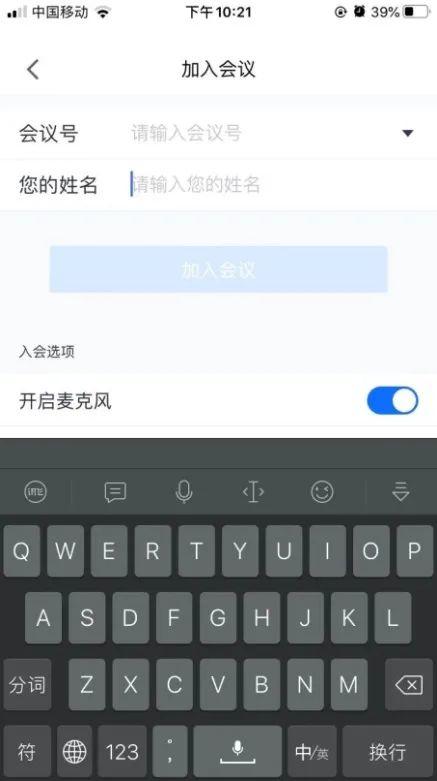 中国移动 下午10:21 39%
加入会议
会议号 请输入会议号
您的姓名 请输入您的姓名
加入会议
入会选项
开启麦克风
Q W E R T Y U I O P
A S D F G H J K L
分词 Z X C V B N M
符 123 °, 中/英 换行